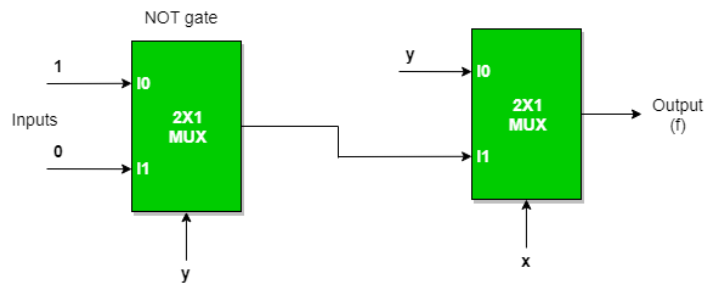 NOT gate
1
I0
Inputs
2X1
MUX
0
I1
y
y
I0
2X1
MUX
I1
x
Output
(f)